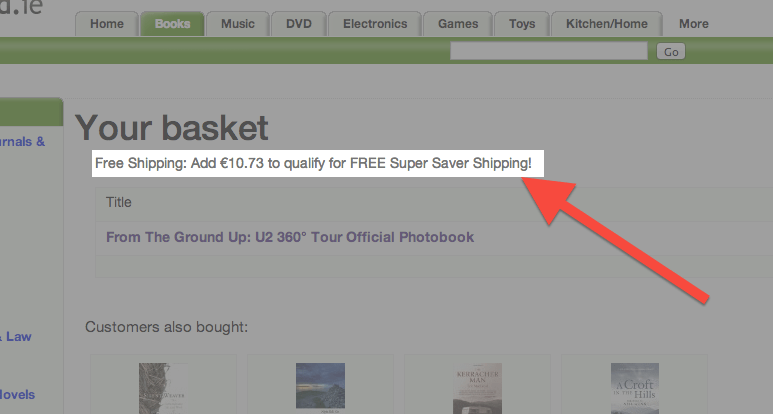 d.ie
Home Books Music DVD Electronics Games Toys Kitchen/Home More
Go
Your basket
rnals &
Free Shipping: Add €10.73 to qualify for FREE Super Saver Shipping!
Title
From The Ground Up: U2 360° Tour Official Photobook
Customers also bought:
& Law
KERRACHER
MAN
A CROFT
IN THE
HILLS
Novels